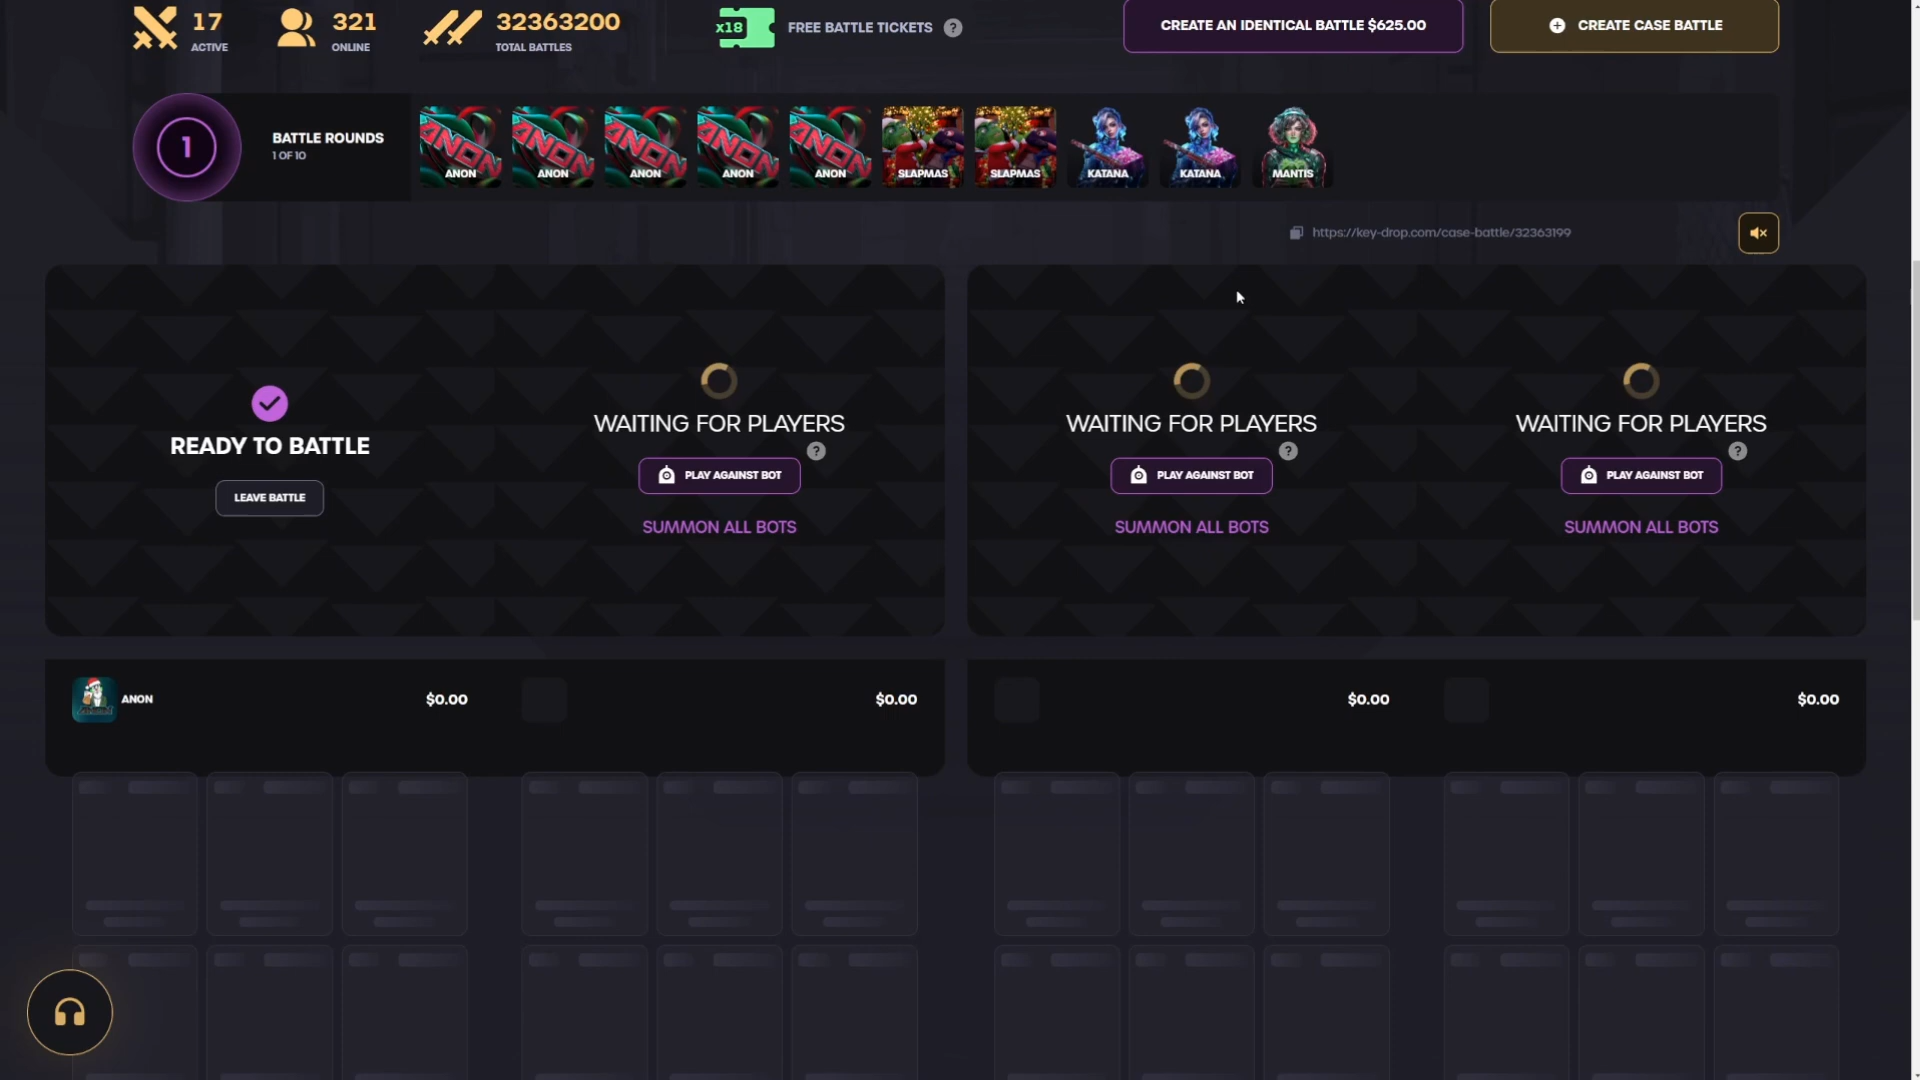 17
ACTIVE
321
ONLINE
32363200
TOTAL BATTLES
x18
FREE BATTLE TICKETS ?
CREATE AN IDENTICAL BATTLE $625.00
CREATE CASE BATTLE
1
BATTLE ROUNDS
1 OF 10
ANON
ANON
ANON
ANON
ANON
SLAPMAS
SLAPMAS
KATANA
KATANA
MANTIS
https://key-drop.com/case-battle/32363199
READY TO BATTLE
LEAVE BATTLE
WAITING FOR PLAYERS
?
PLAY AGAINST BOT
SUMMON ALL BOTS
WAITING FOR PLAYERS
?
PLAY AGAINST BOT
SUMMON ALL BOTS
WAITING FOR PLAYERS
?
PLAY AGAINST BOT
SUMMON ALL BOTS
ANON
$0.00
$0.00
$0.00
$0.00